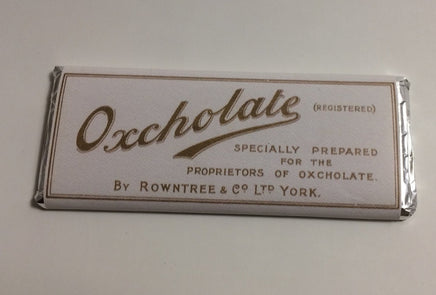 Oxcholate (REGISTERED)
SPECIALLY PREPARED
FOR THE
PROPRIETORS OF OXCHOLATE.
BY ROWNTREE & Cº LTD YORK.